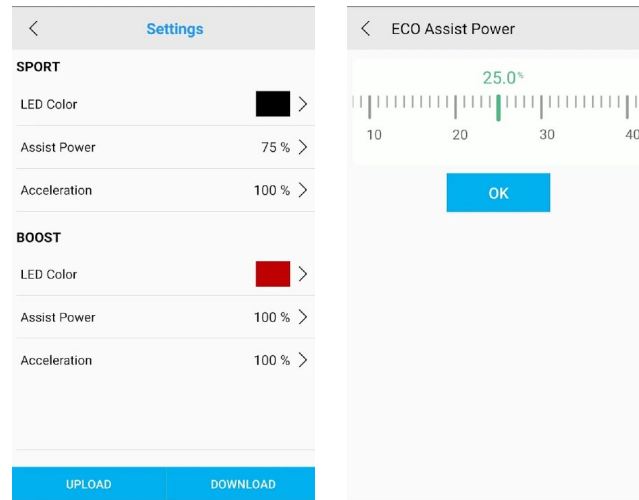 Settings
SPORT
LED Color
Assist Power 75 %
Acceleration 100 %
BOOST
LED Color
Assist Power 100 %
Acceleration 100 %
UPLOAD DOWNLOAD
ECO Assist Power
25.0%
10 20 30 40
OK